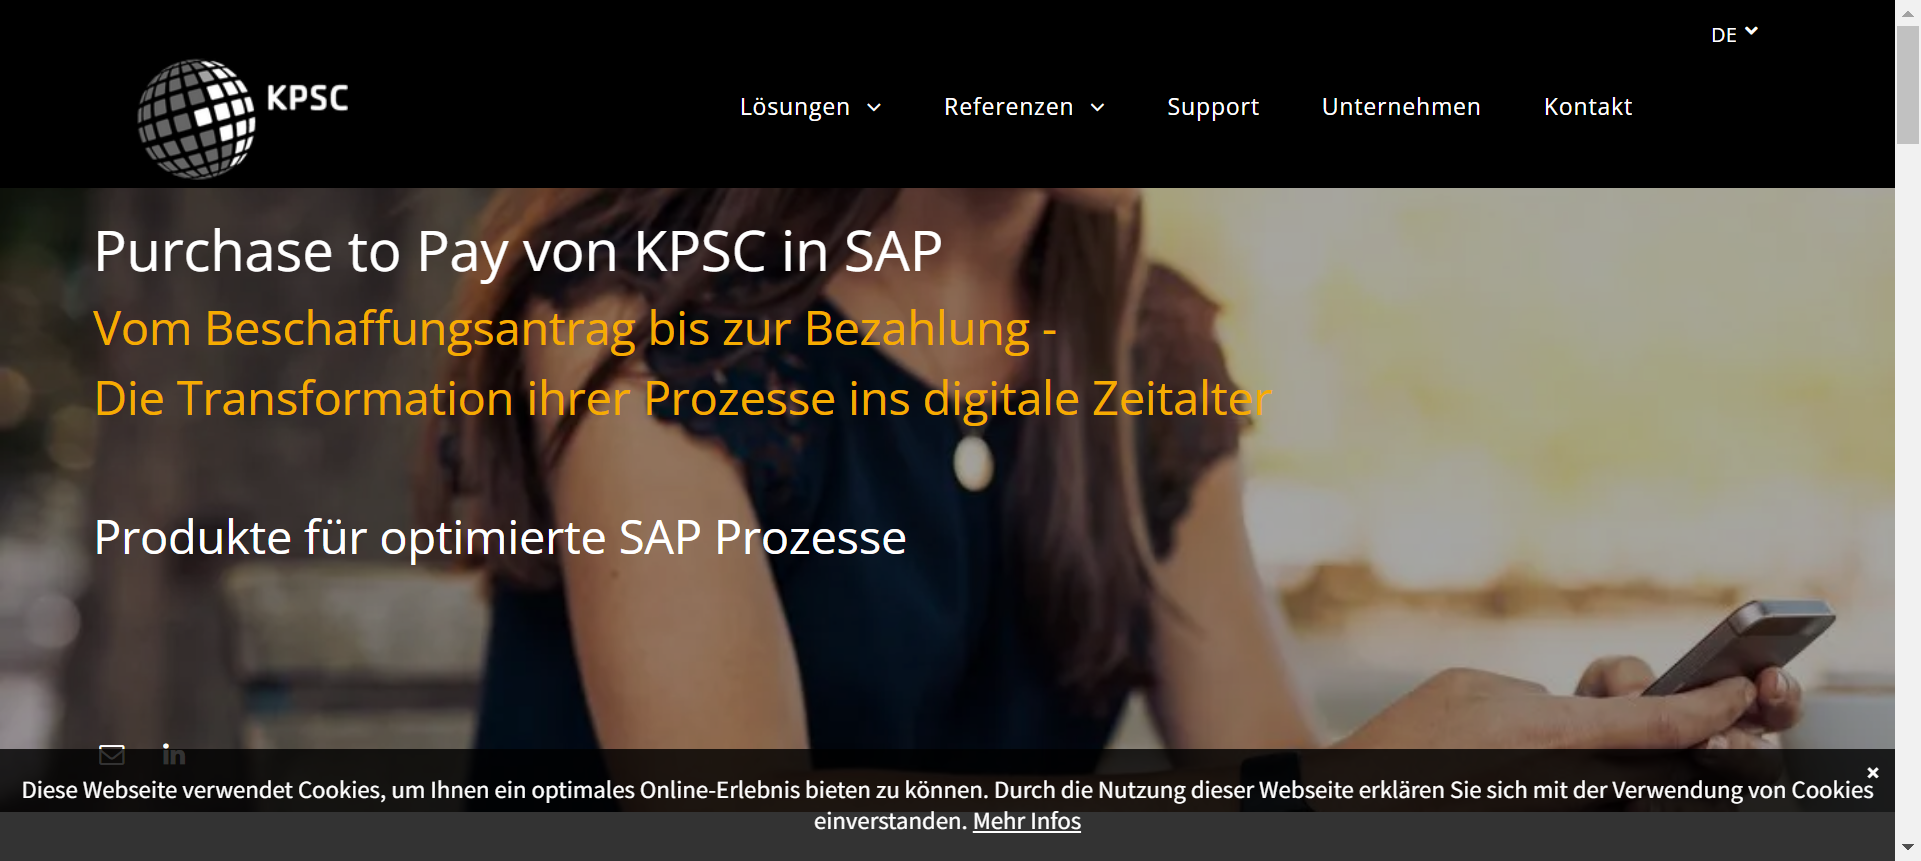 DE
KPSC
Lösungen
Referenzen
Support
Unternehmen
Kontakt
Purchase to Pay von KPSC in SAP
Vom Beschaffungsantrag bis zur Bezahlung -
Die Transformation ihrer Prozesse ins digitale Zeitalter
Produkte für optimierte SAP Prozesse
in
Diese Webseite verwendet Cookies, um Ihnen ein optimales Online-Erlebnis bieten zu können. Durch die Nutzung dieser Webseite erklären Sie sich mit der Verwendung von Cookies
einverstanden. Mehr Infos